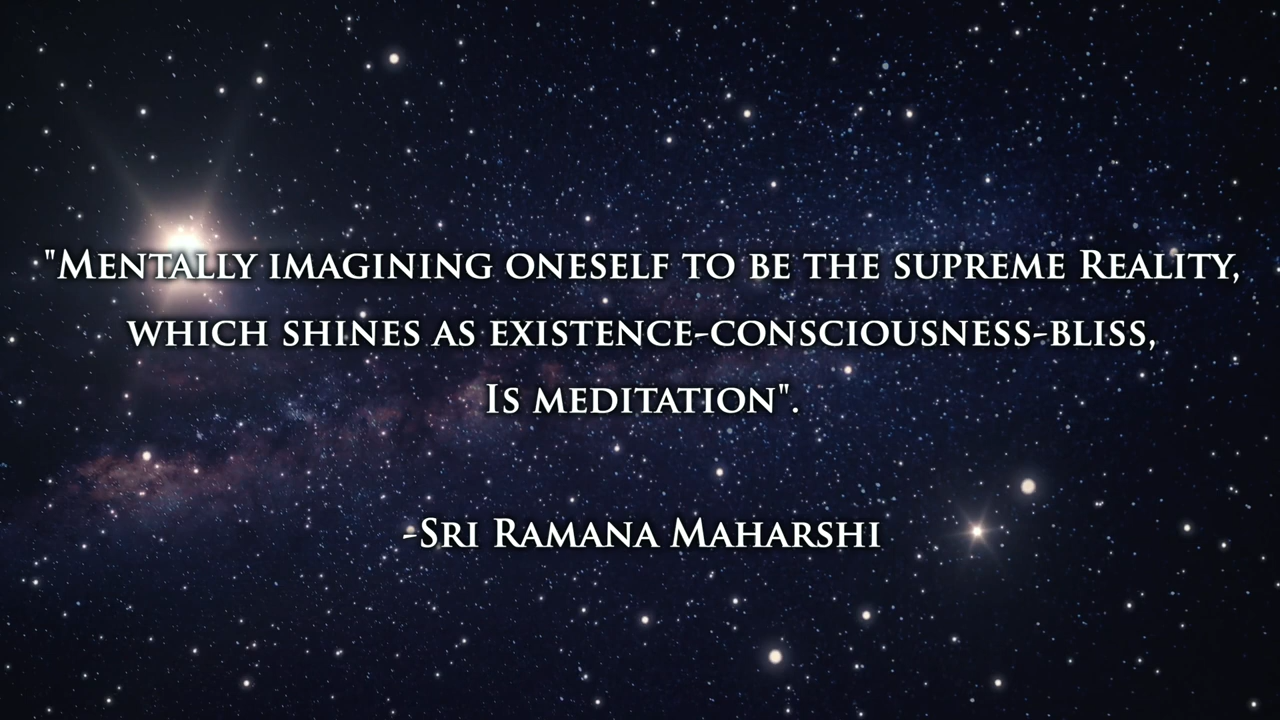 "Mentally imagining oneself to be the supreme Reality,
which shines as existence-consciousness-bliss,
Is meditation".
-Sri Ramana Maharshi